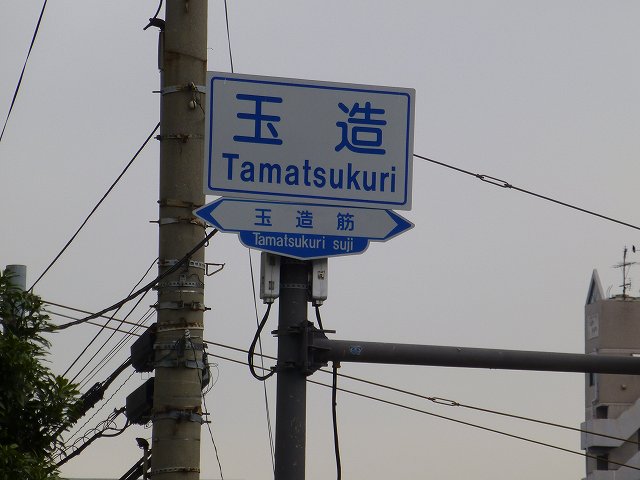 玉造
Tamatsukuri
玉造筋
Tamatsukuri suji